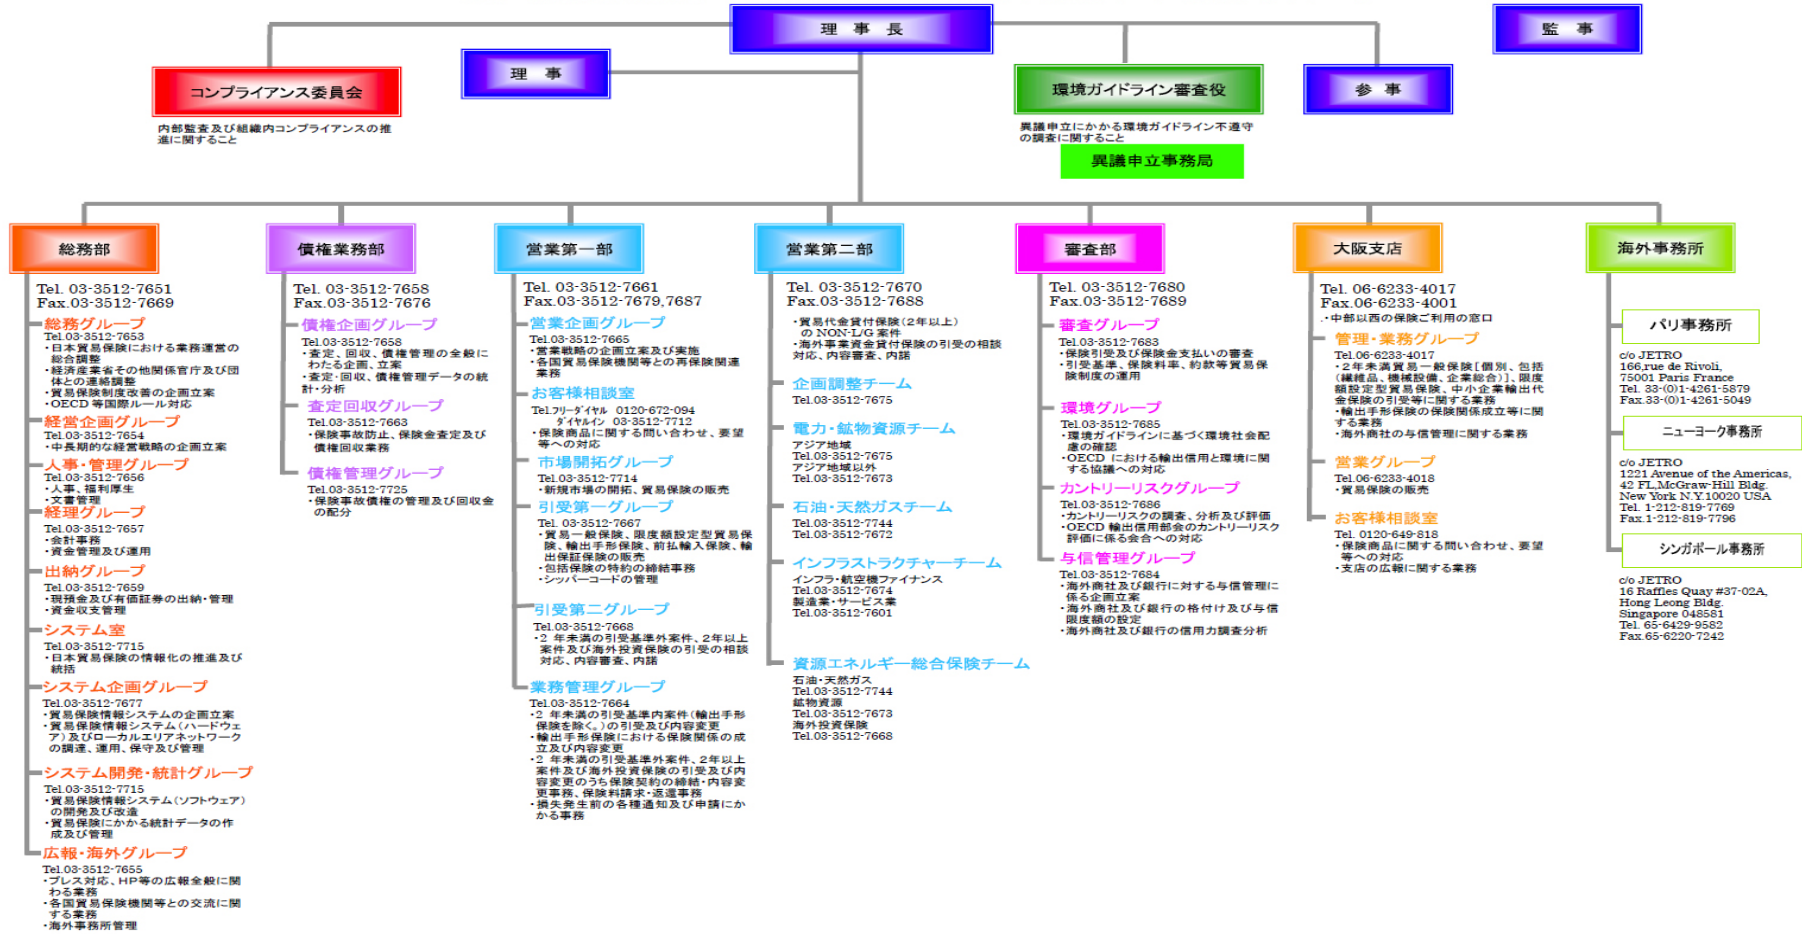 理 事 長
監 事
理 事
参 事
コンプライアンス委員会
内部監査及び組織内コンプライアンスの推
進に関すること
環境ガイドライン審査役
異議申立にかかる環境ガイドライン不遵守
の調査に関すること
異議申立事務局
総務部
Tel. 03-3512-7651
Fax.03-3512-7669
総務グループ
Tel.03-3512-7653
・日本貿易保険における業務運営の
総合調整
・経済産業省その他関係官庁及び団
体との連絡調整
・貿易保険制度改善の企画立案
・OECD等国際ルール対応
経営企画グループ
Tel.03-3512-7654
・中長期的な経営戦略の企画立案
人事・管理グループ
Tel.03-3512-7656
・人事、福利厚生
・文書管理
経理グループ
Tel.03-3512-7657
・会計事務
・資金管理及び運用
出納グループ
Tel.03-3512-7659
・現預金及び有価証券の出納・管理
・資金収支管理
システム室
Tel.03-3512-7715
・日本貿易保険の情報化の推進及び
統括
システム企画グループ
Tel.03-3512-7677
・貿易保険情報システムの企画立案
・貿易保険情報システム(ハードウェ
ア)及びローカルエリアネットワーク
の調達、運用、保守及び管理
システム開発・統計グループ
Tel.03-3512-7715
・貿易保険情報システム(ソフトウェア)
の開発及び改造
・貿易保険にかかる統計データの作
成及び管理
広報・海外グループ
Tel.03-3512-7655
・プレス対応、HP等の広報全般に関
わる業務
・各国貿易保険機関等との交流に関
する業務
・海外事務所管理
債権業務部
Tel. 03-3512-7658
Fax.03-3512-7676
債権企画グループ
Tel.03-3512-7658
・査定、回収、債権管理の全般に
わたる企画、立案
・査定・回収、債権管理データの統
計・分析
査定回収グループ
Tel.03-3512-7663
・保険事故防止、保険金査定及び
債権回収業務
債権管理グループ
Tel.03-3512-7725
・保険事故債権の管理及び回収金
の配分
営業第一部
Tel. 03-3512-7661
Fax.03-3512-7679,7687
営業企画グループ
Tel.03-3512-7665
・営業戦略の企画立案及び実施
・各国貿易保険機関等との再保険関連
業務
お客様相談室
Tel.フリーダイヤル 0120-672-094
ダイヤルイン 03-3512-7712
・保険商品に関する問い合わせ、要望
等への対応
市場開拓グループ
Tel.03-3512-7714
・新規市場の開拓、貿易保険の販売
引受第一グループ
Tel. 03-3512-7667
・貿易一般保険、限度額設定型貿易保
険、輸出手形保険、前払輸入保険、輸
出保証保険の販売
・包括保険の特約の締結事務
・シッパーコードの管理
引受第二グループ
Tel.03-3512-7668
・2 年未満の引受基準外案件、2年以上
案件及び海外投資保険の引受の相談
対応、内容審査、内諾
業務管理グループ
Tel.03-3512-7664
・2 年未満の引受基準内案件(輸出手形
保険を除く。)の引受及び内容変更
・輸出手形保険における保険関係の成
立及び内容変更
・2 年未満の引受基準外案件、2年以上
案件及び海外投資保険の引受及び内
容変更のうち保険契約の締結・内容変
更事務、保険料請求・返還事務
・損失発生前の各種通知及び申請にか
かる事務
営業第二部
Tel. 03-3512-7670
Fax.03-3512-7688
・貿易代金貸付保険(2年以上)
の NON-L/G 案件
・海外事業資金貸付保険の引受の相談
対応、内容審査、内諾
企画調整チーム
Tel.03-3512-7675
電力・鉱物資源チーム
アジア地域
Tel.03-3512-7675
アジア地域以外
Tel.03-3512-7673
石油・天然ガスチーム
Tel.03-3512-7744
Tel.03-3512-7672
インフラストラクチャーチーム
インフラ・航空機ファイナンス
Tel.03-3512-7674
製造業・サービス業
Tel.03-3512-7601
資源エネルギー総合保険チーム
石油・天然ガス
Tel.03-3512-7744
鉱物資源
Tel.03-3512-7673
海外投資保険
Tel.03-3512-7668
審査部
Tel. 03-3512-7680
Fax.03-3512-7689
審査グループ
Tel.03-3512-7683
・保険引受及び保険金支払いの審査
・引受基準、保険料率、約款等貿易保
険制度の運用
環境グループ
Tel.03-3512-7685
・環境ガイドラインに基づく環境社会配
慮の確認
・OECD における輸出信用と環境に関
する協議への対応
カントリーリスクグループ
Tel.03-3512-7686
・カントリーリスクの調査、分析及び評価
・OECD 輸出信用部会のカントリーリスク
評価に係る会合への対応
与信管理グループ
Tel.03-3512-7684
・海外商社及び銀行に対する与信管理に
係る企画立案
・海外商社及び銀行の格付け及び与信
限度額の設定
・海外商社及び銀行の信用力調査分析
大阪支店
Tel. 06-6233-4017
Fax.06-6233-4001
.・中部以西の保険ご利用の窓口
管理・業務グループ
Tel.06-6233-4017
・2年未満貿易一般保険[個別、包括
(繊維品、機械設備、企業総合)]、限度
額設定型貿易保険、中小企業輸出代
金保険の引受等に関する業務
・輸出手形保険の保険関係成立等に関
する業務
・海外商社の与信管理に関する業務
営業グループ
Tel.06-6233-4018
・貿易保険の販売
お客様相談室
Tel. 0120-649-818
・保険商品に関する問い合わせ、要望
等への対応
・支店の広報に関する業務
海外事務所
パリ事務所
c/o JETRO
166,rue de Rivoli,
75001 Paris France
Tel. 33-(0)1-4261-5879
Fax.33-(0)1-4261-5049
ニューヨーク事務所
c/o JETRO
1221 Avenue of the Americas,
42 FL,McGraw-Hill Bldg.
New York N.Y.10020 USA
Tel. 1-212-819-7769
Fax.1-212-819-7796
シンガポール事務所
c/o JETRO
16 Raffles Quay #37-02A,
Hong Leong Bldg.
Singapore 048581
Tel. 65-6429-9582
Fax.65-6220-7242